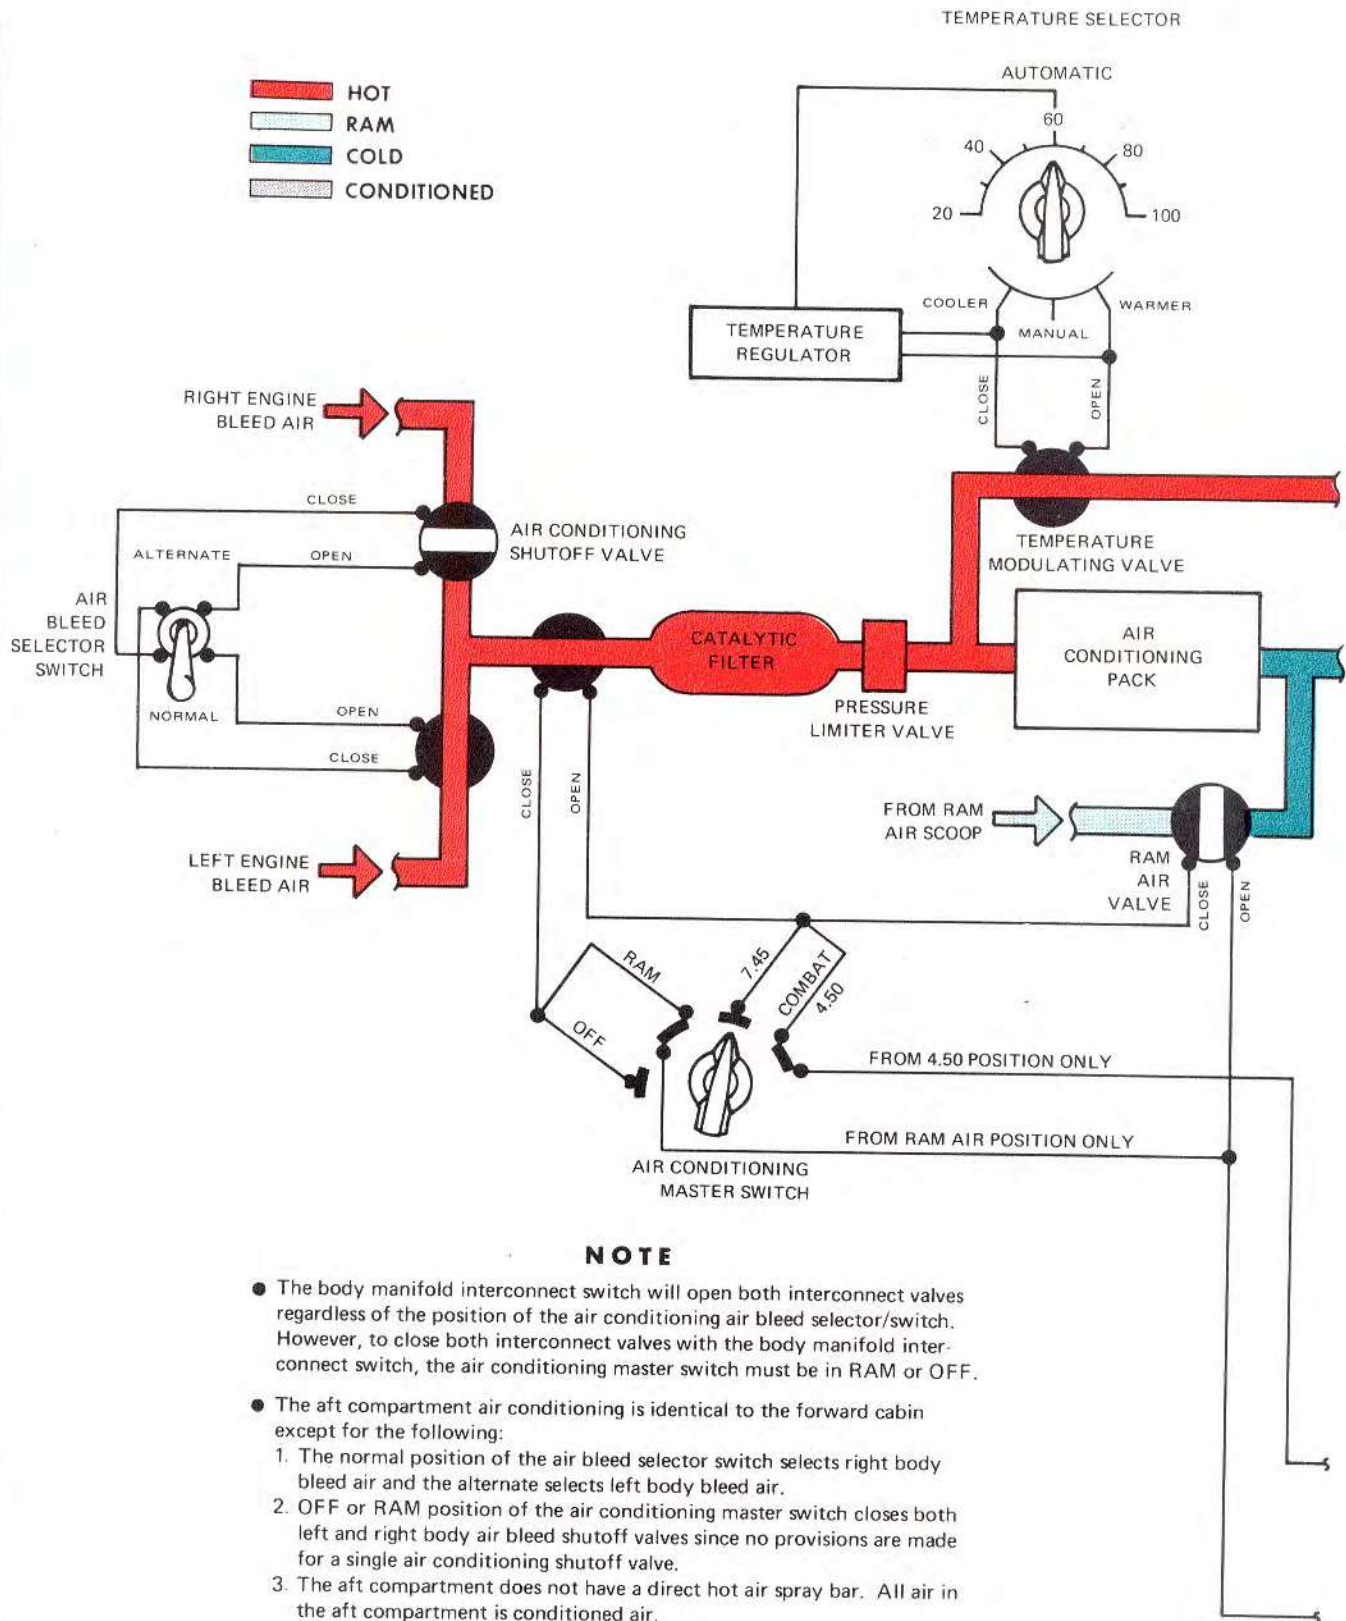 TEMPERATURE SELECTOR
HOT
RAM
COLD
CONDITIONED
AUTOMATIC
60
40
80
20
100
COOLER
WARMER
MANUAL
TEMPERATURE
REGULATOR
CLOSE
OPEN
RIGHT ENGINE
BLEED AIR
CLOSE
ALTERNATE
OPEN
AIR CONDITIONING
SHUTOFF VALVE
TEMPERATURE
MODULATING VALVE
AIR
BLEED
SELECTOR
SWITCH
NORMAL
OPEN
CLOSE
CATALYTIC
FILTER
PRESSURE
LIMITER VALVE
AIR
CONDITIONING
PACK
CLOSE
OPEN
FROM RAM
AIR SCOOP
RAM
AIR
VALVE
CLOSE
OPEN
LEFT ENGINE
BLEED AIR
RAM
OFF
7.45
COMBAT
4.50
FROM 4.50 POSITION ONLY
FROM RAM AIR POSITION ONLY
AIR CONDITIONING
MASTER SWITCH
NOTE
● The body manifold interconnect switch will open both interconnect valves
regardless of the position of the air conditioning air bleed selector/switch.
However, to close both interconnect valves with the body manifold inter-
connect switch, the air conditioning master switch must be in RAM or OFF.
● The aft compartment air conditioning is identical to the forward cabin
except for the following:
1. The normal position of the air bleed selector switch selects right body
bleed air and the alternate selects left body bleed air.
2. OFF or RAM position of the air conditioning master switch closes both
left and right body air bleed shutoff valves since no provisions are made
for a single air conditioning shutoff valve.
3. The aft compartment does not have a direct hot air spray bar. All air in
the aft compartment is conditioned air.